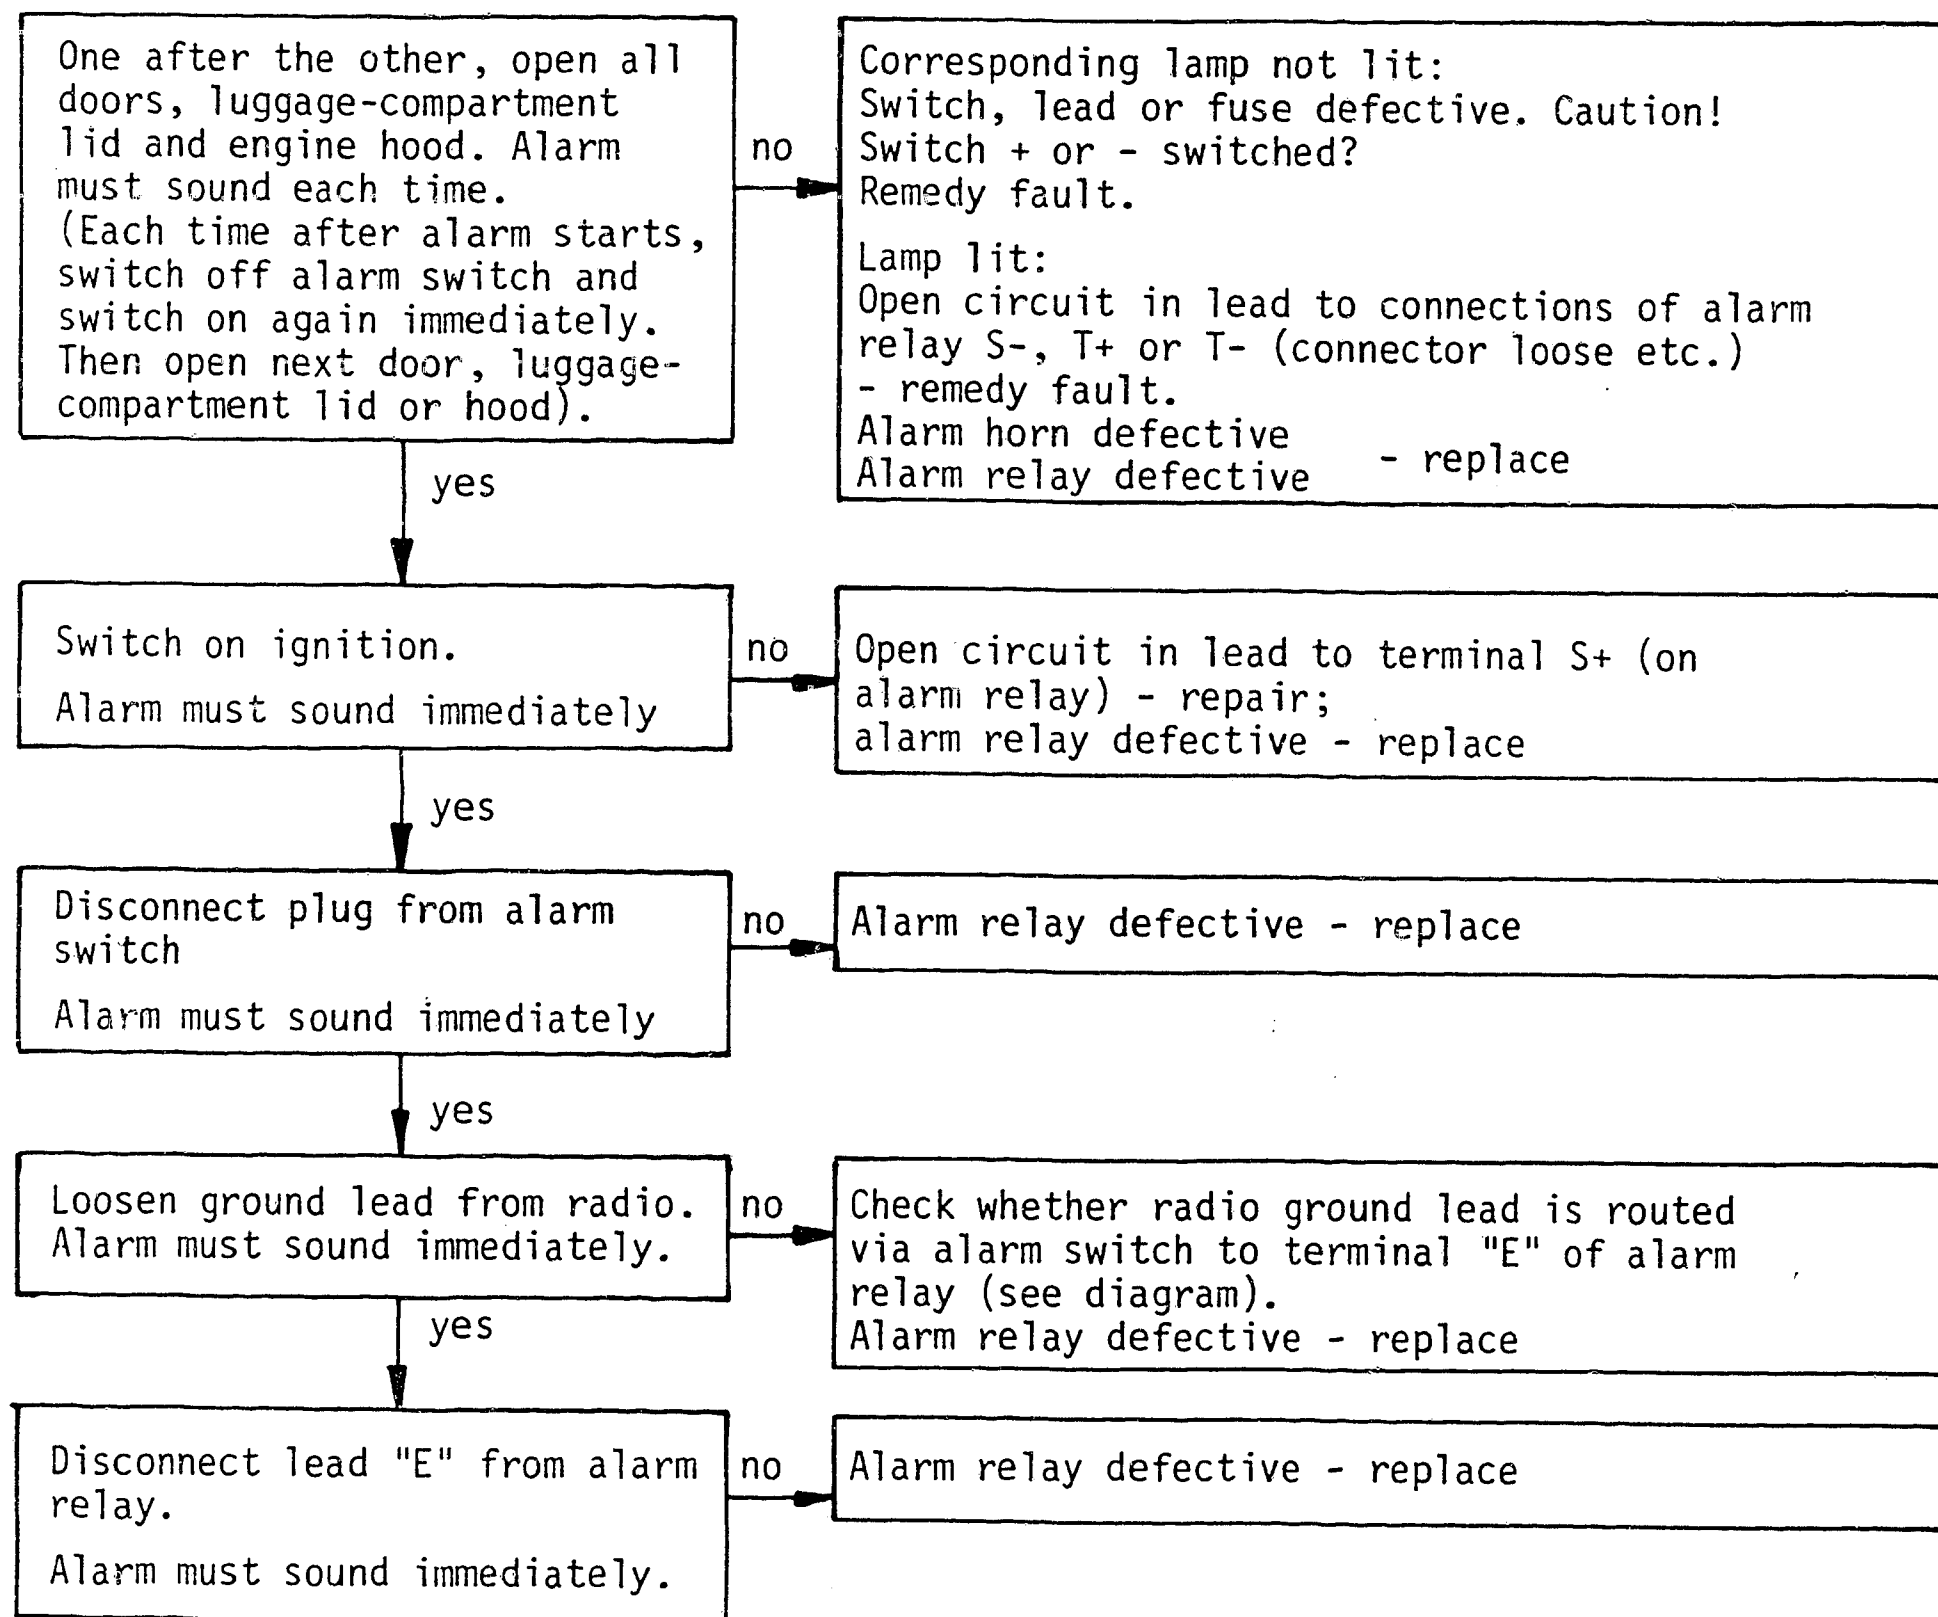 One after the other, open all
doors, luggage-compartment
lid and engine hood. Alarm
must sound each time.
(Each time after alarm starts,
switch off alarm switch and
switch on again immediately.
Then open next door, luggage-
compartment lid or hood).
no
Corresponding lamp not lit:
Switch, lead or fuse defective. Caution!
Switch + or - switched?
Remedy fault.
Lamp lit:
Open circuit in lead to connections of alarm
relay S-, T+ or T- (connector loose etc.)
- remedy fault.
Alarm horn defective
Alarm relay defective
- replace
yes
Switch on ignition.
Alarm must sound immediately
no
Open circuit in lead to terminal S+ (on
alarm relay) - repair;
alarm relay defective - replace
yes
Disconnect plug from alarm
switch
Alarm must sound immediately
no
Alarm relay defective - replace
yes
Loosen ground lead from radio.
Alarm must sound immediately.
no
Check whether radio ground lead is routed
via alarm switch to terminal "E" of alarm
relay (see diagram).
Alarm relay defective - replace
yes
Disconnect lead "E" from alarm
relay.
Alarm must sound immediately.
no
Alarm relay defective - replace